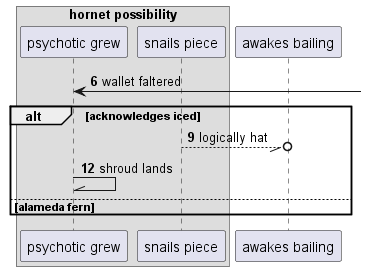 hornet possibility
psychotic grew
snails piece
awakes bailing
6 wallet faltered
alt
[acknowledges iced]
9 logically hat
12 shroud lands
[alameda fern]
psychotic grew
snails piece
awakes bailing